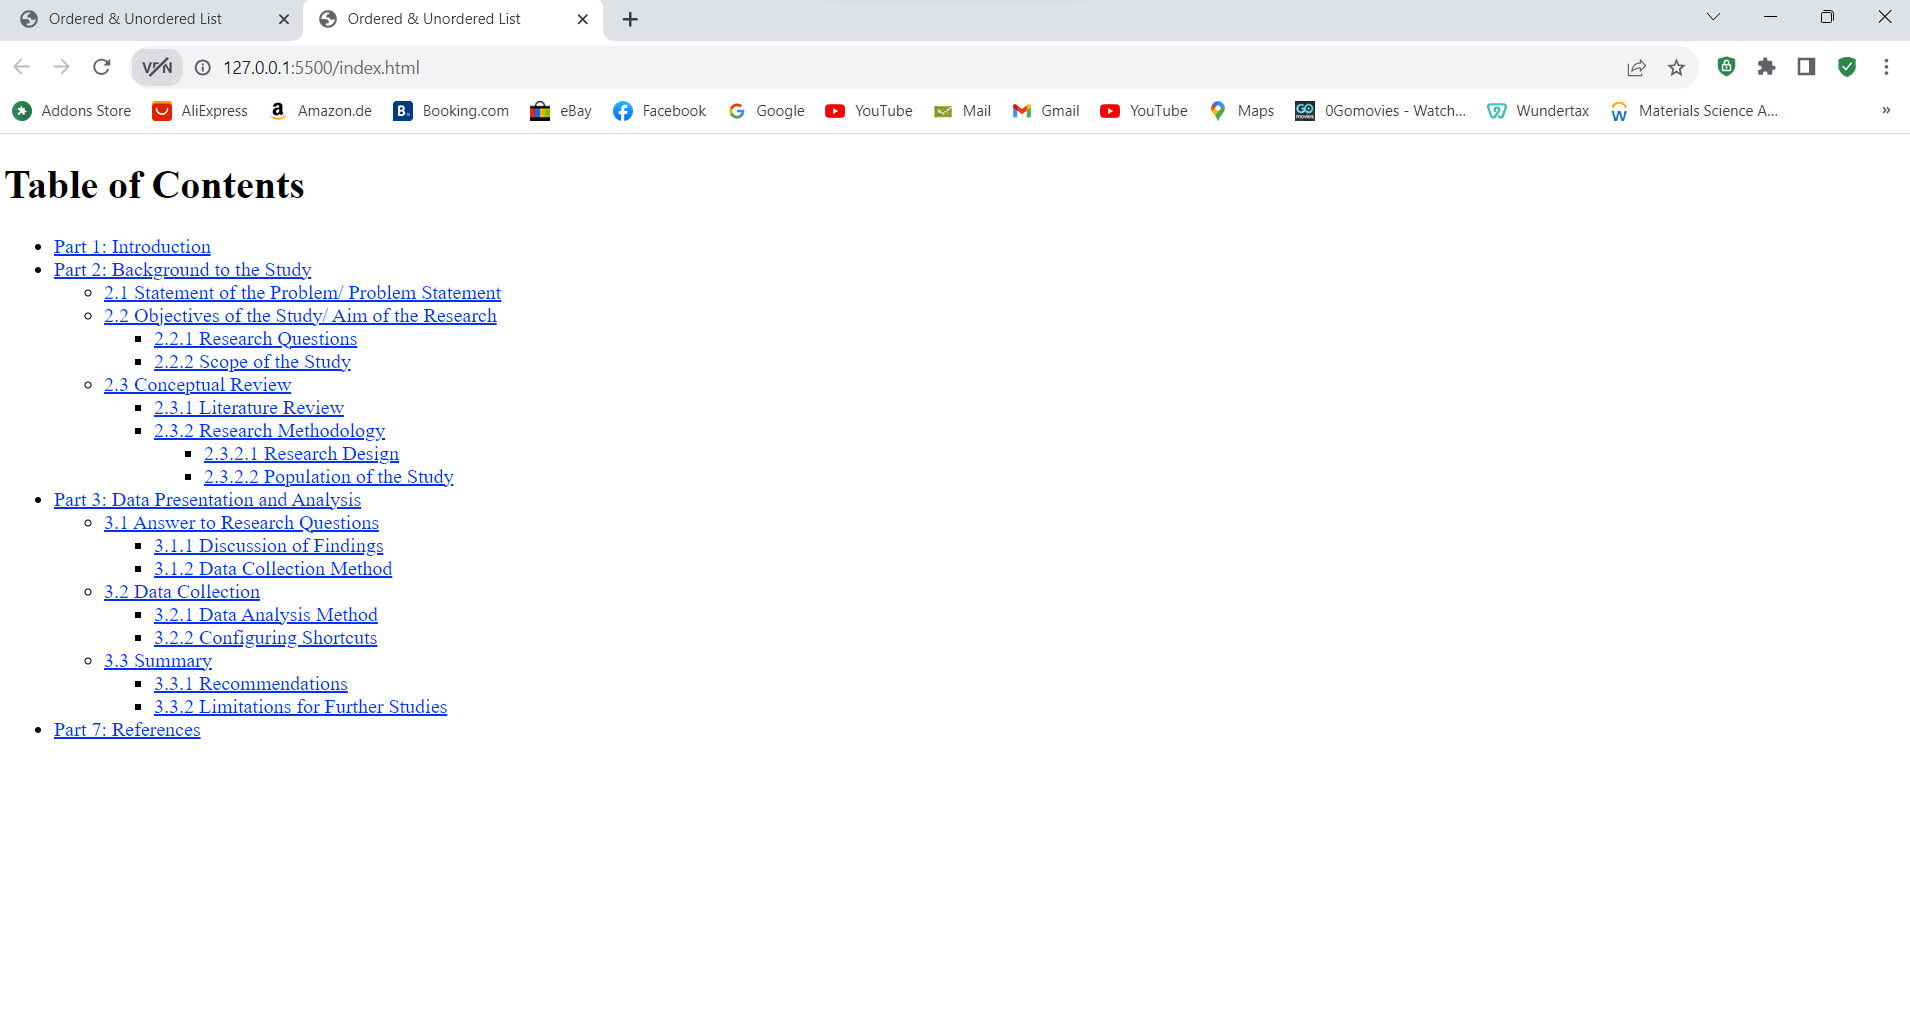 Ordered & Unordered List
Ordered & Unordered List
VPN
127.0.0.1:5500/index.html
Addons Store
AliExpress
Amazon.de
Booking.com
eBay
Facebook
Google
YouTube
Mail
Gmail
YouTube
Maps
0Gomovies - Watch...
Wundertax
Materials Science A...
»
Table of Contents
Part 1: Introduction
Part 2: Background to the Study
2.1 Statement of the Problem/ Problem Statement
2.2 Objectives of the Study/ Aim of the Research
2.2.1 Research Questions
2.2.2 Scope of the Study
2.3 Conceptual Review
2.3.1 Literature Review
2.3.2 Research Methodology
2.3.2.1 Research Design
2.3.2.2 Population of the Study
Part 3: Data Presentation and Analysis
3.1 Answer to Research Questions
3.1.1 Discussion of Findings
3.1.2 Data Collection Method
3.2 Data Collection
3.2.1 Data Analysis Method
3.2.2 Configuring Shortcuts
3.3 Summary
3.3.1 Recommendations
3.3.2 Limitations for Further Studies
Part 7: References